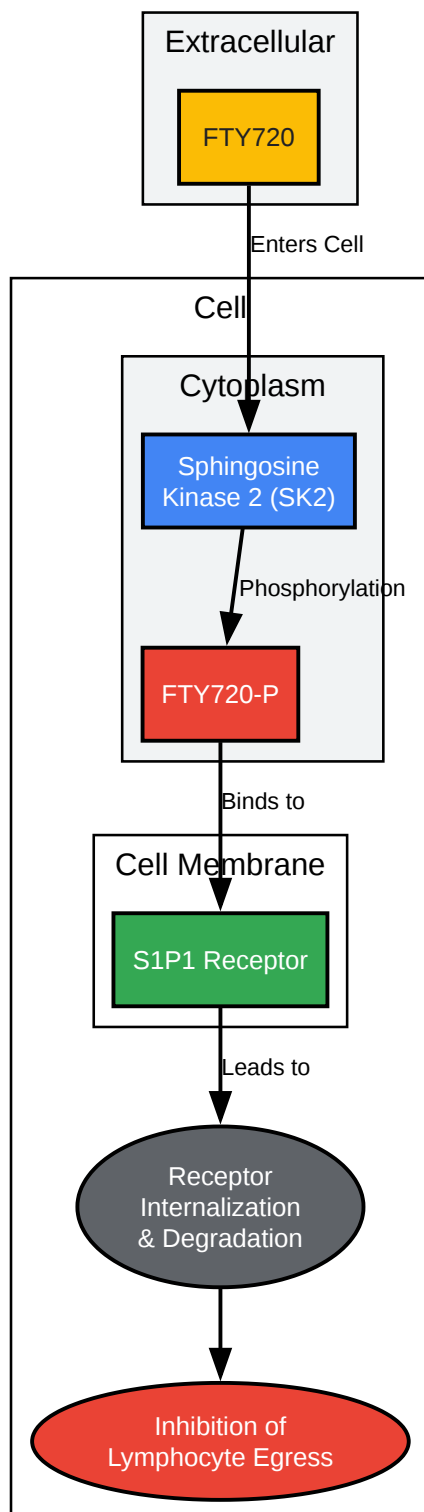 Extracellular
FTY720
Enters Cell
Cell
Cytoplasm
Sphingosine
Kinase 2 (SK2)
Phosphorylation
FTY720-P
Binds to
Cell Membrane
S1P1 Receptor
Leads to
Receptor
Internalization
& Degradation
Inhibition of
Lymphocyte Egress